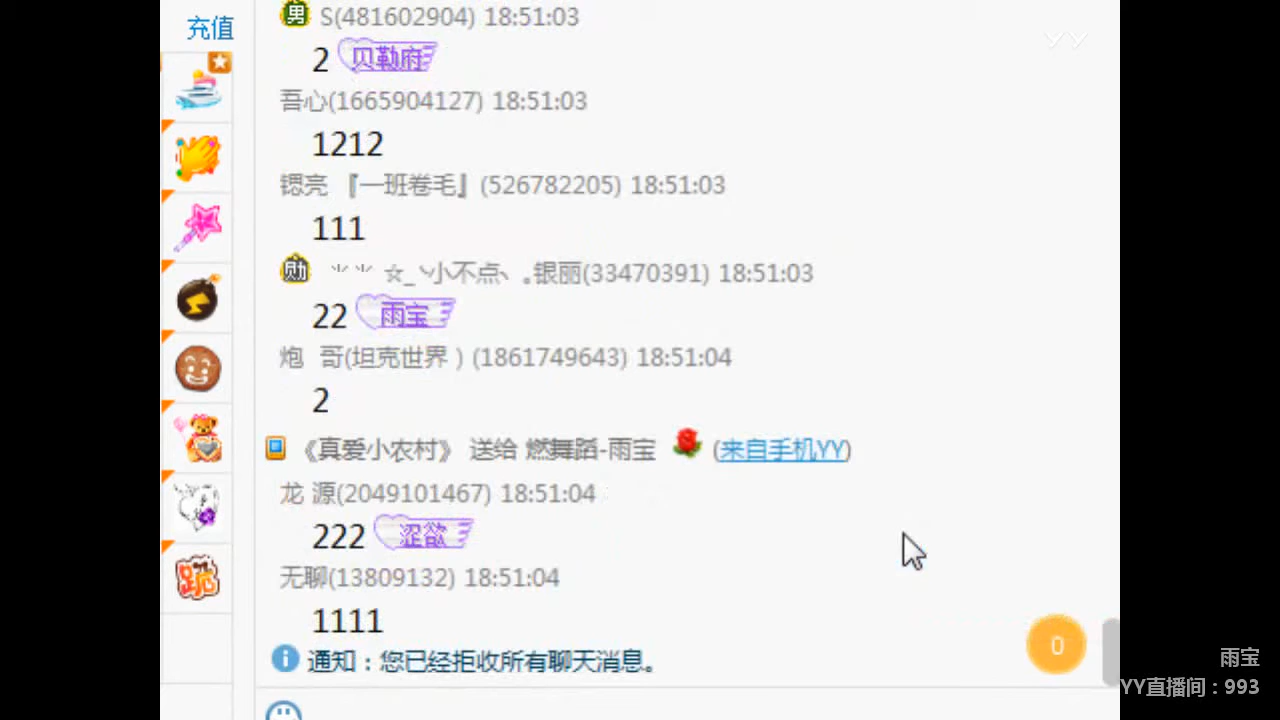 充值
男 S(481602904) 18:51:03
2 贝勒府
吾心(1665904127) 18:51:03
1212
锶亮 『一班卷毛』(526782205) 18:51:03
111
勋 ☆_丶小不点、。银丽(33470391) 18:51:03
22 雨宝
炮 哥(坦克世界 ) (1861749643) 18:51:04
2
《真爱小农村》 送给 燃舞蹈-雨宝 (来自手机YY)
龙 源(2049101467) 18:51:04
222 涩欲
无聊(13809132) 18:51:04
1111
通知：您已经拒收所有聊天消息。
跪
0
YY
雨宝
YY直播间：993